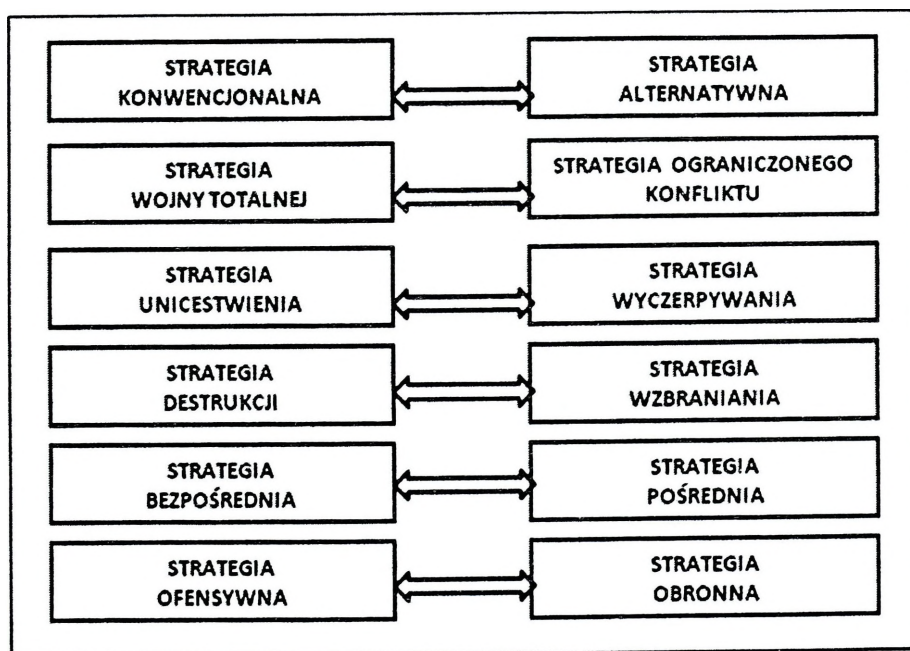 STRATEGIA
KONWENCJONALNA
STRATEGIA
ALTERNATYWNA
STRATEGIA
WOJNY TOTALNEJ
STRATEGIA OGRANICZONEGO
KONFLIKTU
STRATEGIA
UNICESTWIENIA
STRATEGIA
WYCZERPYWANIA
STRATEGIA
DESTRUKCJI
STRATEGIA
WZBRANIANIA
STRATEGIA
BEZPOŚREDNIA
STRATEGIA
POŚREDNIA
STRATEGIA
OFENSYWNA
STRATEGIA
OBRONNA